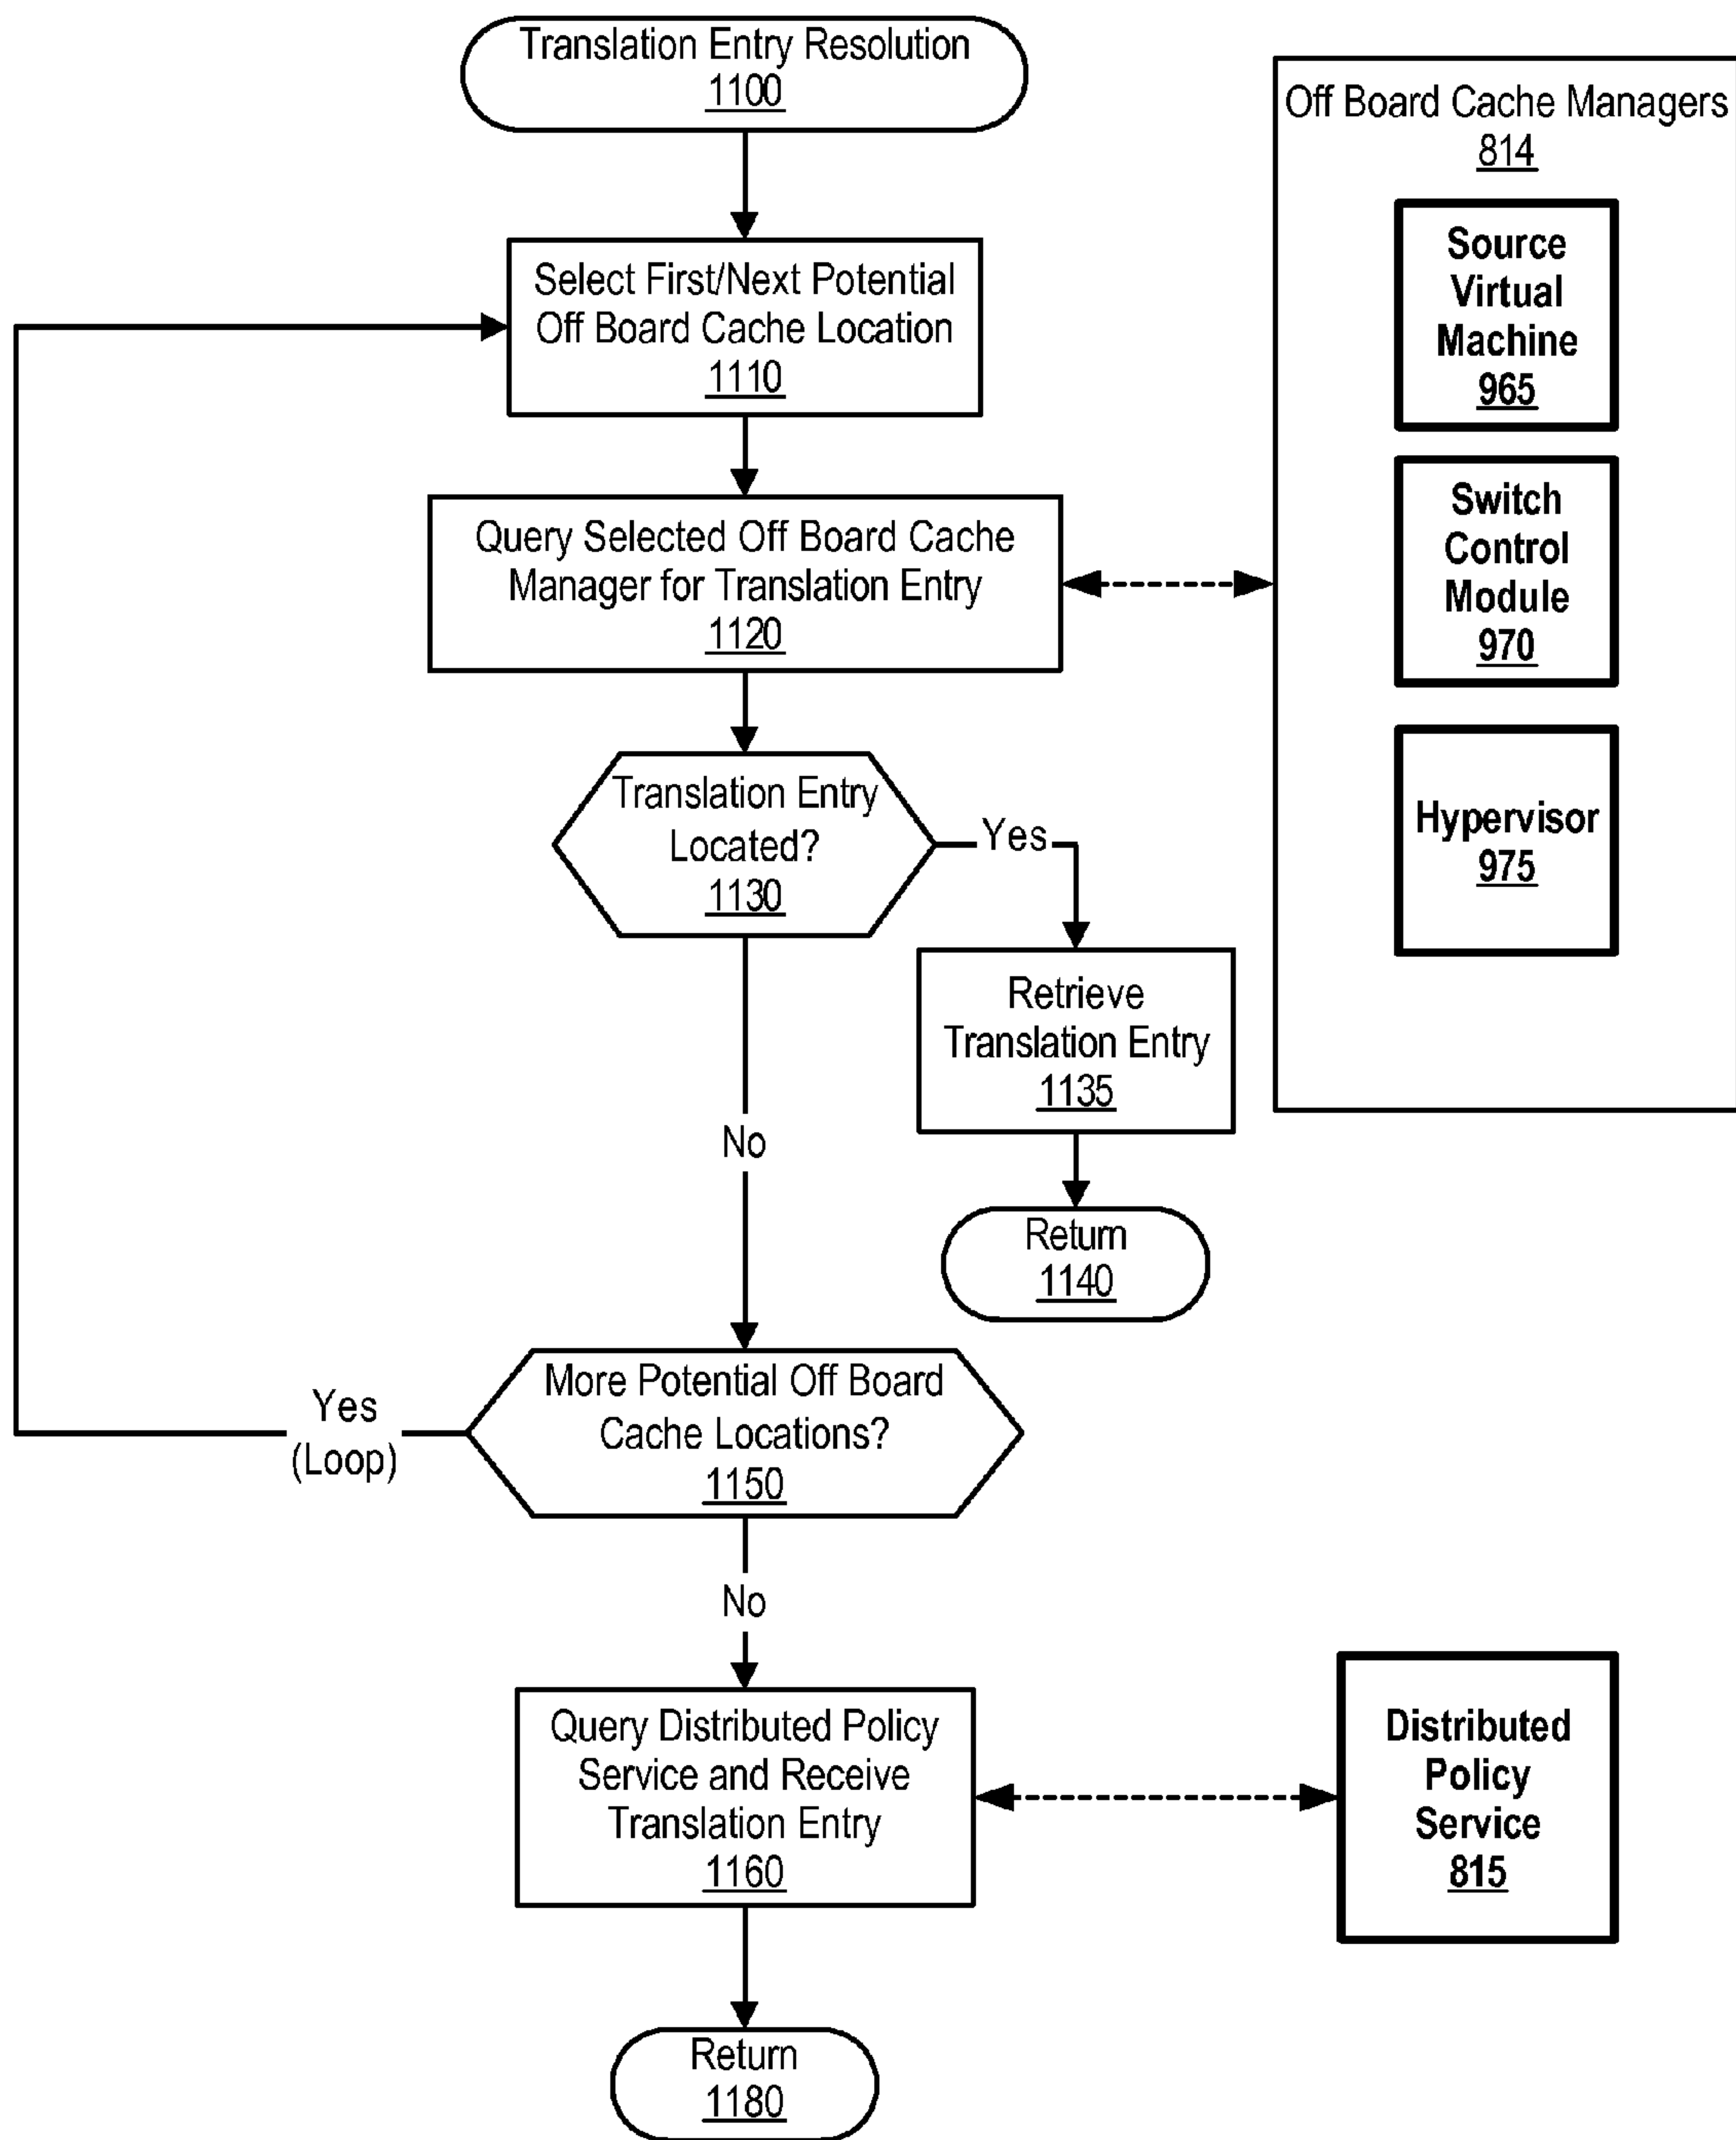 Translation Entry Resolution
1100
Off Board Cache Managers
814
Source
Virtual
Machine
965
Select First/Next Potential
Off Board Cache Location
1110
Switch
Control
Module
970
Query Selected Off Board Cache
Manager for Translation Entry
1120
Hypervisor
975
Translation Entry
Located?
1130
Yes
Retrieve
Translation Entry
1135
No
Return
1140
More Potential Off Board
Cache Locations?
1150
Yes
(Loop)
No
Query Distributed Policy
Service and Receive
Translation Entry
1160
Distributed
Policy
Service
815
Return
1180